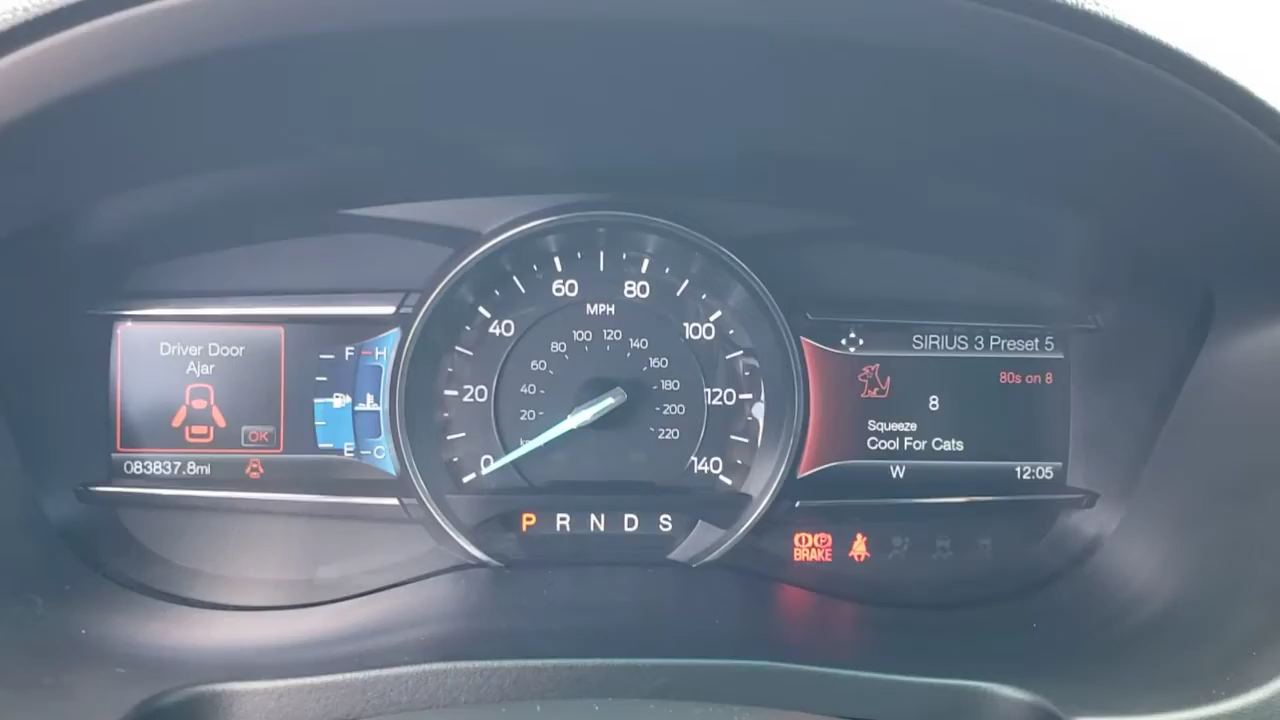 Driver Door
Ajar
OK
083837.8mi
F H
E C
0 20 40 60 80 100 120 140
MPH
20 40 60 80 100 120 140 160 180 200 220
P R N D S
SIRIUS 3 Preset 5
80s on 8
8
Squeeze
Cool For Cats
W 12:05
P
BRAKE